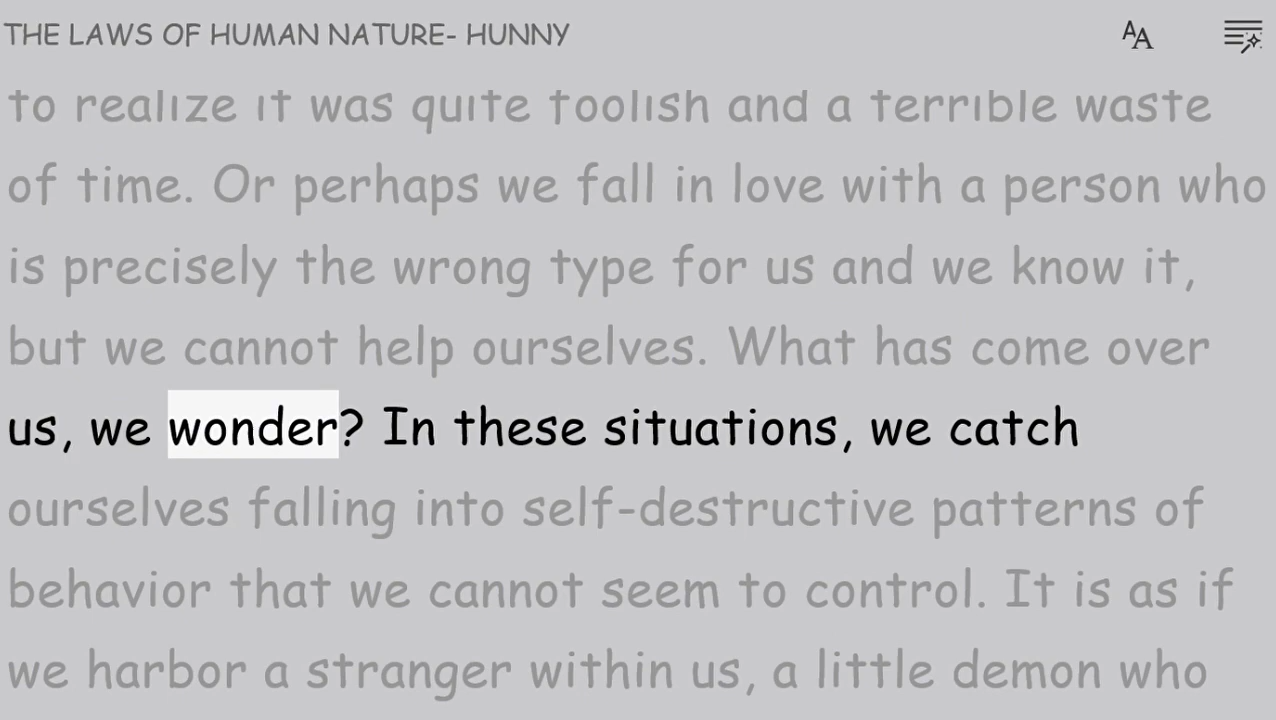 THE LAWS OF HUMAN NATURE- HUNNY
AA
to realize it was quite foolish and a terrible waste
of time. Or perhaps we fall in love with a person who
is precisely the wrong type for us and we know it,
but we cannot help ourselves. What has come over
us, we wonder? In these situations, we catch
ourselves falling into self-destructive patterns of
behavior that we cannot seem to control. It is as if
we harbor a stranger within us, a little demon who